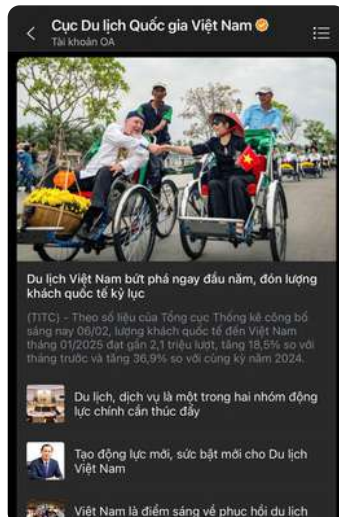 Cục Du lịch Quốc gia Việt Nam
Tài khoản OA
Du lịch Việt Nam bứt phá ngay đầu năm, đón lượng
khách quốc tế kỷ lục
(TITC) - Theo số liệu của Tổng cục Thống kê công bố
sáng nay 06/02, lượng khách quốc tế đến Việt Nam
tháng 01/2025 đạt gần 2,1 triệu lượt, tăng 18,5% so với
tháng trước và tăng 36,9% so với cùng kỳ năm 2024.
Du lịch, dịch vụ là một trong hai nhóm động
lực chính cần thúc đẩy
Tạo động lực mới, sức bật mới cho Du lịch
Việt Nam
Việt Nam là điểm sáng về phục hồi du lịch